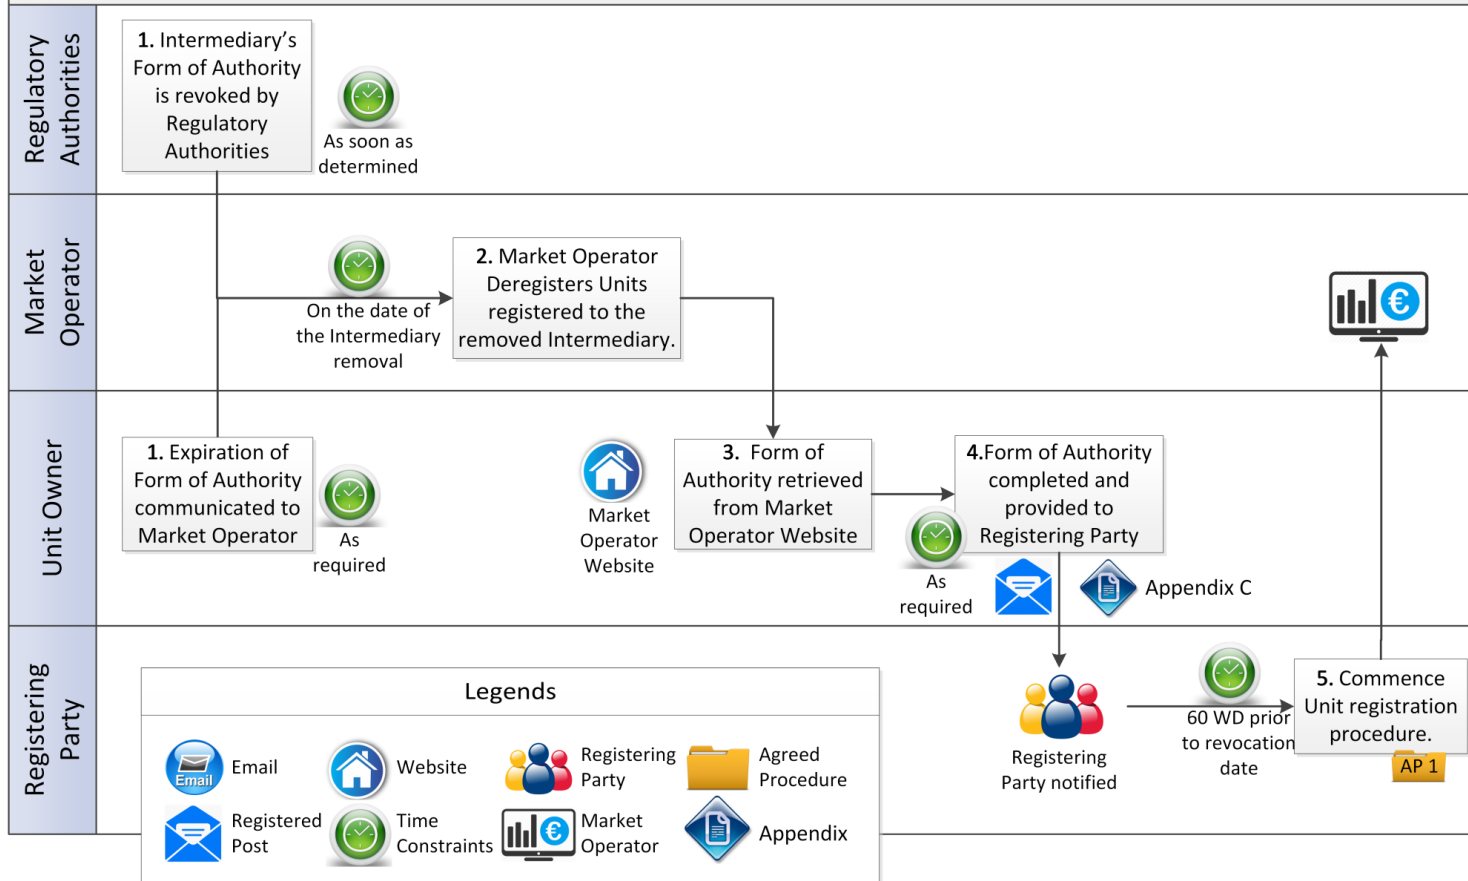 Regulatory
Authorities
1. Intermediary's
Form of Authority
is revoked by
Regulatory
Authorities
As soon as
determined
Market
Operator
On the date of
the Intermediary
removal
2. Market Operator
Deregisters Units
registered to the
removed Intermediary.
€
Unit Owner
1. Expiration of
Form of Authority
communicated to
Market Operator
As
required
Market
Operator
Website
3. Form of
Authority retrieved
from Market
Operator Website
4.Form of Authority
completed and
provided to
Registering Party
As
required
Appendix C
Registering
Party
Registering
Party notified
60 WD prior
to revocation
date
5. Commence
Unit registration
procedure.
AP 1
Legends
Email
Email
Website
Registering
Party
Agreed
Procedure
Registered
Post
Time
Constraints
€
Market
Operator
Appendix